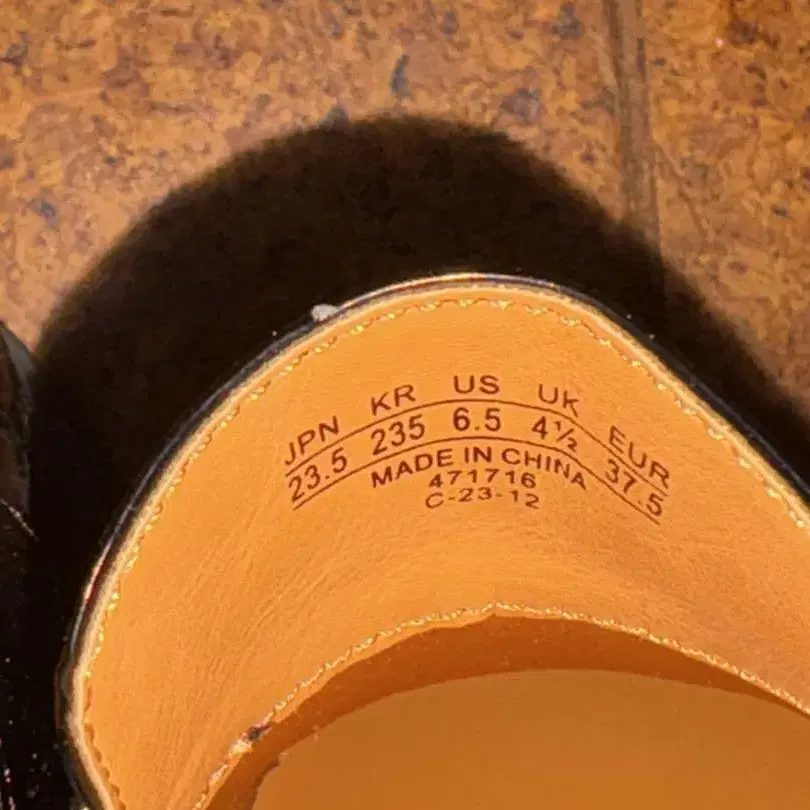 JPN KR US UK EUR
23.5 235 6.5 4½ 37.5
MADE IN CHINA
471716
C-23-12